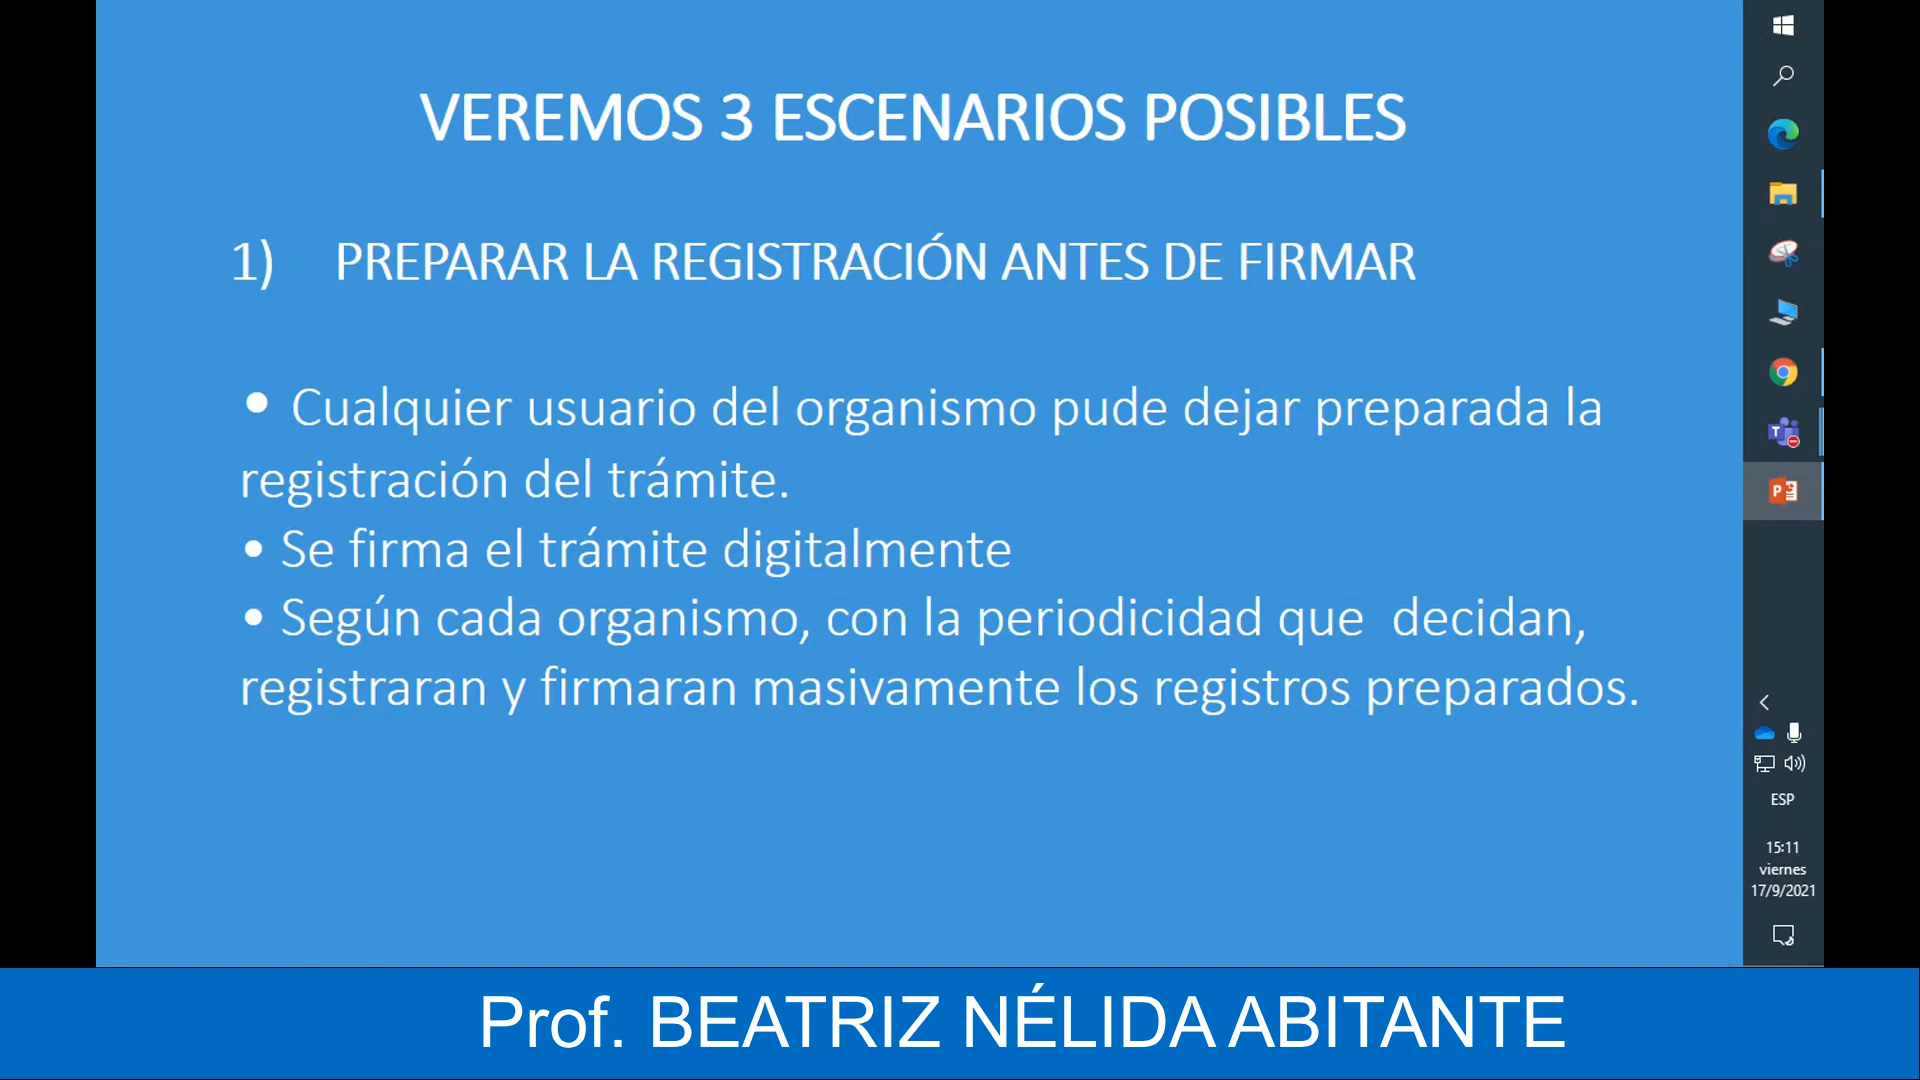 VEREMOS 3 ESCENARIOS POSIBLES
1) PREPARAR LA REGISTRACIÓN ANTES DE FIRMAR
• Cualquier usuario del organismo pude dejar preparada la
registración del trámite.
• Se firma el trámite digitalmente
• Según cada organismo, con la periodicidad que decidan,
registraran y firmaran masivamente los registros preparados.
ESP
15:11
viernes
17/9/2021
Prof. BEATRIZ NÉLIDA ABITANTE